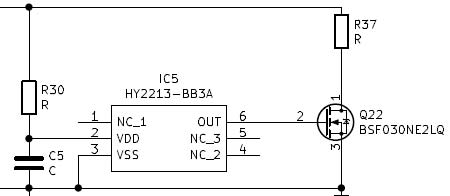 R37
R
IC5
HY2213-BB3A
R30
R
1 NC_1 OUT 6 2 1 Q22
2 VDD NC_3 5 BSF030NE2LQ
3 VSS NC_2 4 3
C5
C